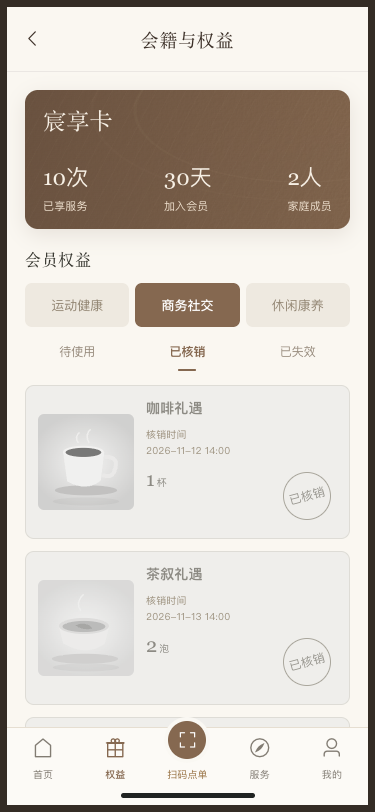 会籍与权益
宸享卡
10次
30天
2人
已享服务
加入会员
家庭成员
会员权益
运动健康
商务社交
休闲康养
待使用
已核销
已失效
咖啡礼遇
核销时间
2026-11-12 14:00
1杯
已核销
茶叙礼遇
核销时间
2026-11-13 14:00
2泡
已核销
首页
权益
扫码点单
服务
我的